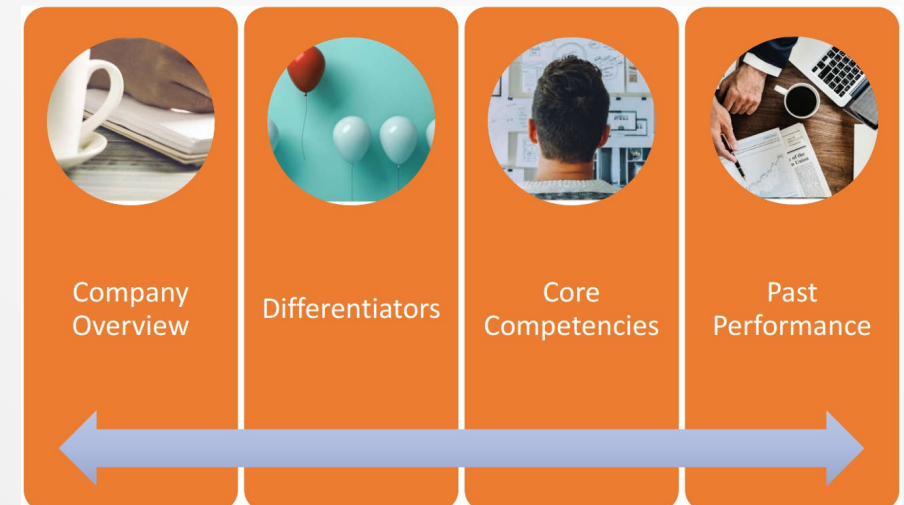 Company
Overview
Differentiators
Core
Competencies
Past
Performance